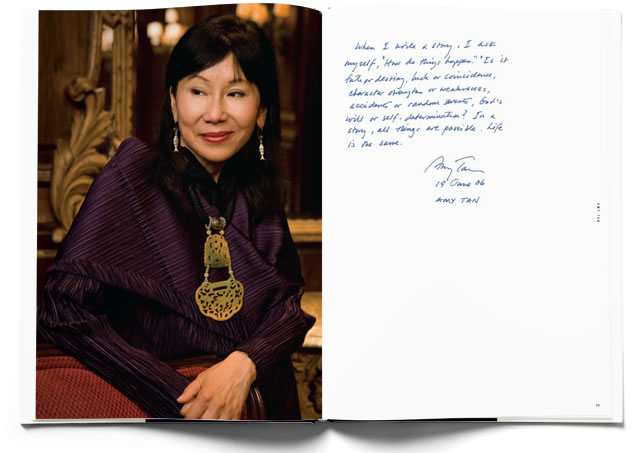 When I write a story, I ask
myself, "How do things happen." Is it
fate or destiny, luck or coincidence,
character strengths or weaknesses,
accidents or random events, God's
will or self-determination? In a
story, all things are possible. Life
is the same.
Amy Tan
19 June 06
AMY TAN
AMY TAN